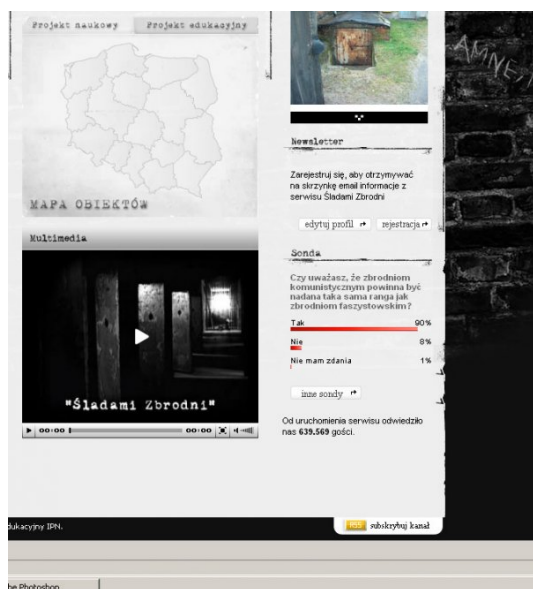 Projekt naukowy
Projekt edukacyjny
MAPA OBIEKTÓW
Multimedia
"Śladami Zbrodni"
00:00
00:00
Newsletter
Zarejestruj się, aby otrzymywać
na skrzynkę email informacje z
serwisu Śladami Zbrodni
edytuj profil
rejestracja
Sonda
Czy uważasz, że zbrodniom
komunistycznym powinna być
nadana taka sama ranga jak
zbrodniom faszystowskim?
Tak 90%
Nie 8%
Nie mam zdania 1%
inne sondy
Od uruchomienia serwisu odwiedziło
nas 639.569 gości.
AMNE
dukacyjny IPN.
RSS subskrybuj kanał
be Photoshop